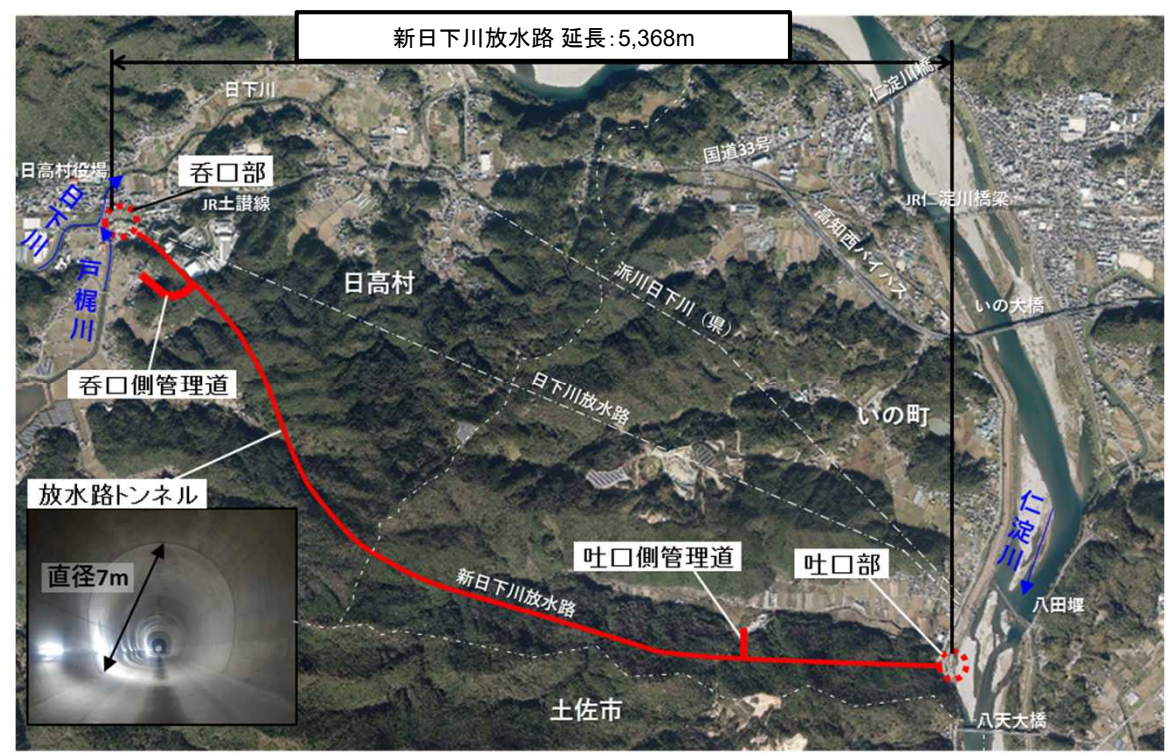 新日下川放水路 延長：5,368m
仁淀川橋
日下川
国道33号
日高村役場
呑口部
JR土讃線
JR仁淀川橋梁
日下川
高知西バイパス
戸梶川
日高村
派川日下川（県）
いの大橋
呑口側管理道
日下川放水路
いの町
放水路トンネル
直径7m
仁淀川
吐口側管理道
吐口部
新日下川放水路
八田堰
土佐市
八天大橋